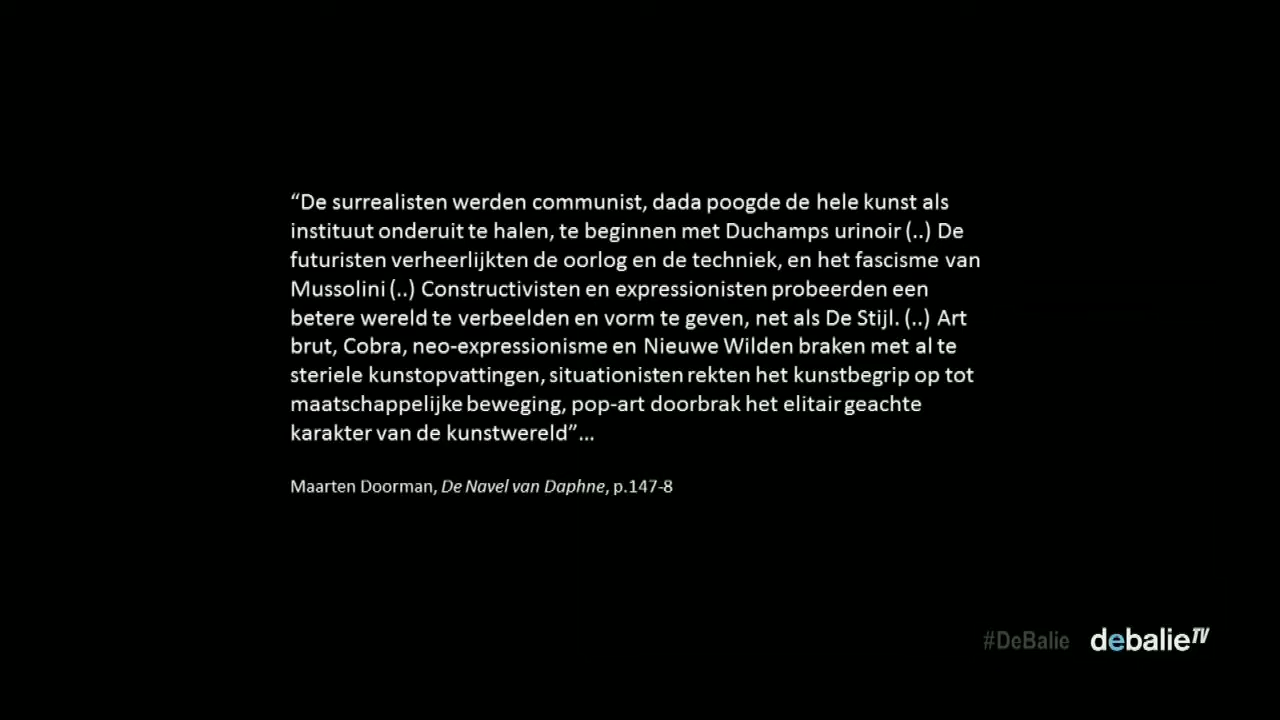 “De surrealisten werden communist, dada poogde de hele kunst als
instituut onderuit te halen, te beginnen met Duchamps urinoir (..) De
futuristen verheerlijkten de oorlog en de techniek, en het fascisme van
Mussolini (..) Constructivisten en expressionisten probeerden een
betere wereld te verbeelden en vorm te geven, net als De Stijl. (..) Art
brut, Cobra, neo-expressionisme en Nieuwe Wilden braken met al te
steriele kunstopvattingen, situationisten rekten het kunstbegrip op tot
maatschappelijke beweging, pop-art doorbrak het elitair geachte
karakter van de kunstwereld”...
Maarten Doorman, De Navel van Daphne, p.147-8
#DeBalie debalieTV